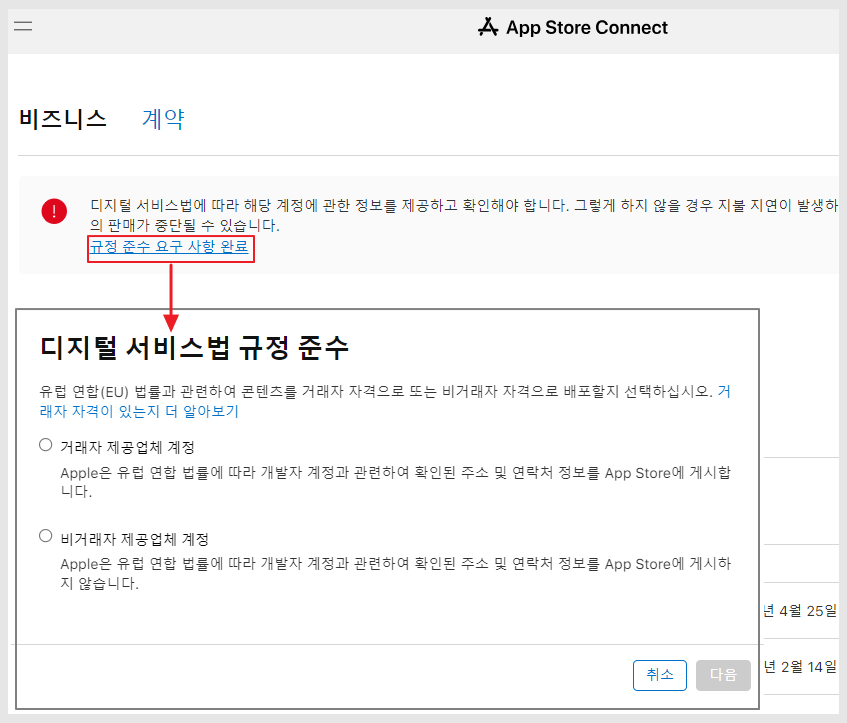 App Store Connect
비즈니스 계약
디지털 서비스법에 따라 해당 계정에 관한 정보를 제공하고 확인해야 합니다. 그렇게 하지 않을 경우 지불 지연이 발생하
의 판매가 중단될 수 있습니다.
규정 준수 요구 사항 완료
디지털 서비스법 규정 준수
유럽 연합(EU) 법률과 관련하여 콘텐츠를 거래자 자격으로 또는 비거래자 자격으로 배포할지 선택하십시오. 거
래자 자격이 있는지 더 알아보기
거래자 제공업체 계정
Apple은 유럽 연합 법률에 따라 개발자 계정과 관련하여 확인된 주소 및 연락처 정보를 App Store에 게시합
니다.
비거래자 제공업체 계정
Apple은 유럽 연합 법률에 따라 개발자 계정과 관련하여 확인된 주소 및 연락처 정보를 App Store에 게시하
지 않습니다.
년 4월 25일
년 2월 14일
취소 다음